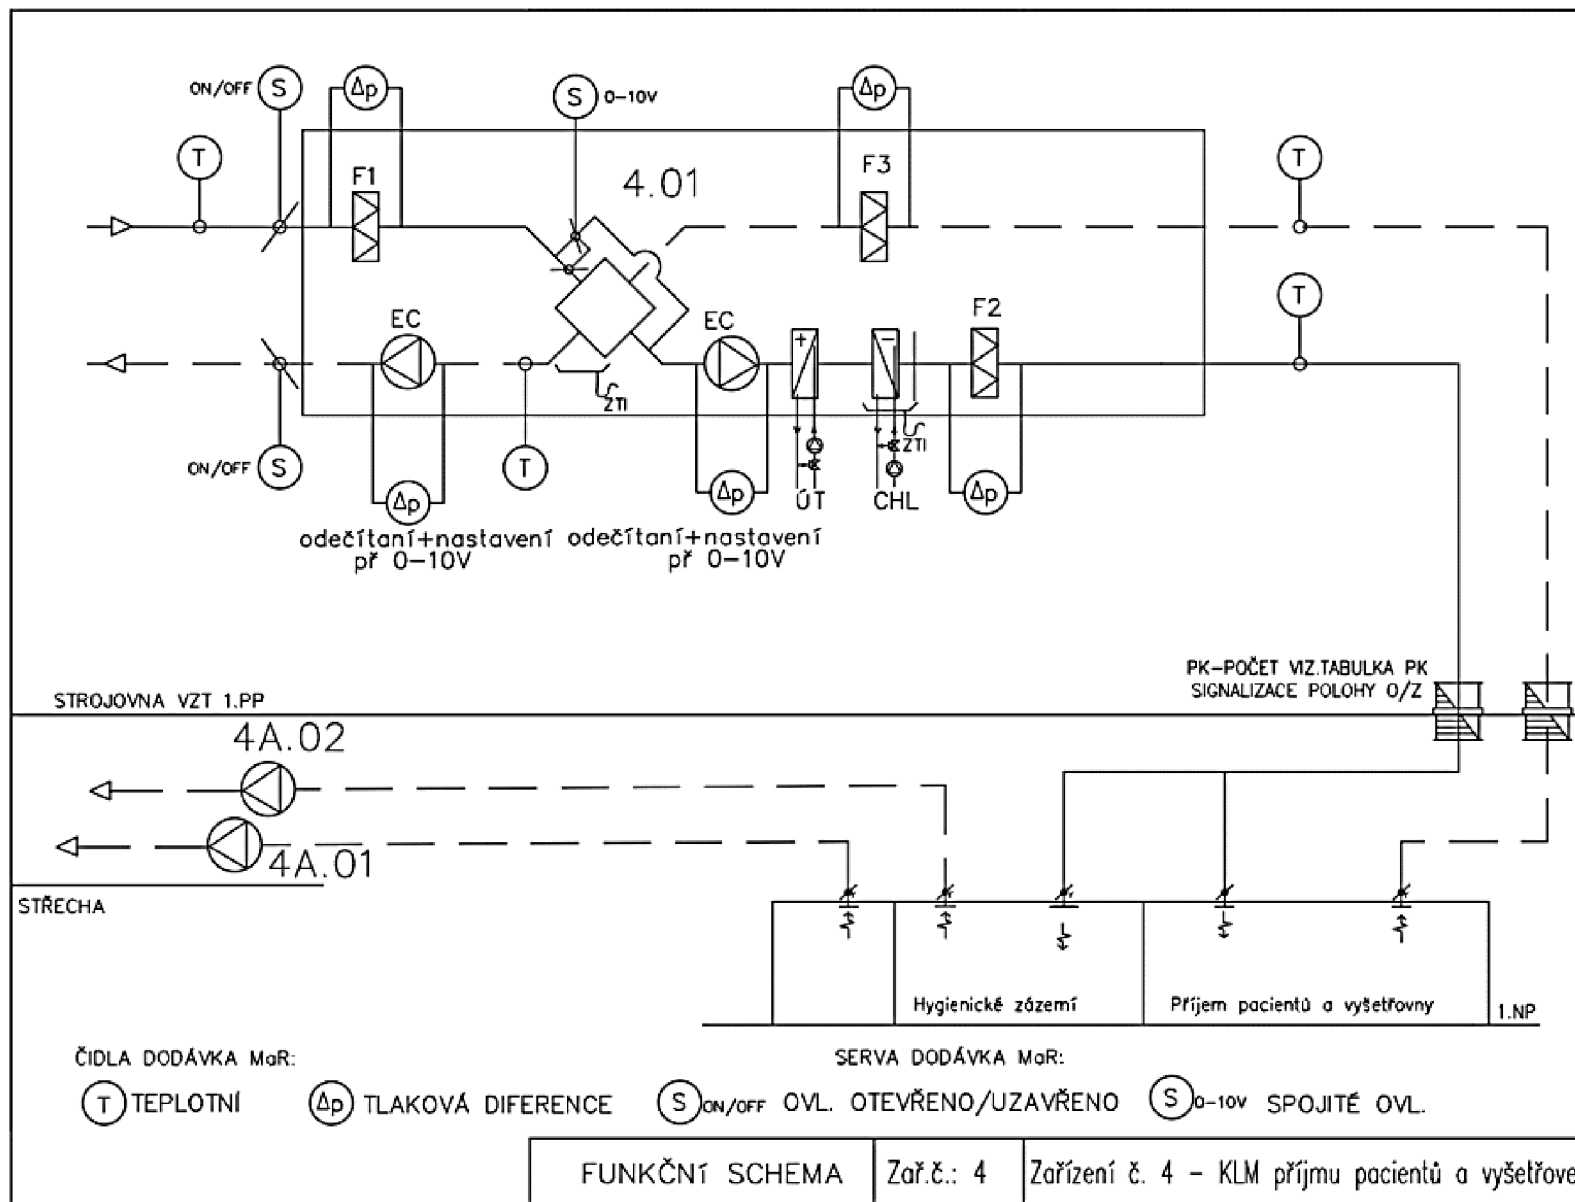 ON/OFF S
Δp
S 0-10V
Δp
T
F1
4.01
F3
T
T
EC
EC
F2
+
-
ZTI
ZTI
ON/OFF S
T
Δp
Δp
ÚT
CHL
Δp
odečítaní+nastavení
př 0-10V
odečítaní+nastavení
př 0-10V
PK-POČET VIZ.TABULKA PK
SIGNALIZACE POLOHY O/Z
STROJOVNA VZT 1.PP
4A.02
4A.01
STŘECHA
Hygienické zázemí
Příjem pacientů a vyšetřovny
1.NP
ČIDLA DODÁVKA MaR:
SERVA DODÁVKA MaR:
T TEPLOTNÍ
Δp TLAKOVÁ DIFERENCE
S ON/OFF OVL. OTEVŘENO/UZAVŘENO
S 0-10V SPOJITÉ OVL.
FUNKČNÍ SCHEMA
Zař.č.: 4
Zařízení č. 4 - KLM příjmu pacientů a vyšetřove